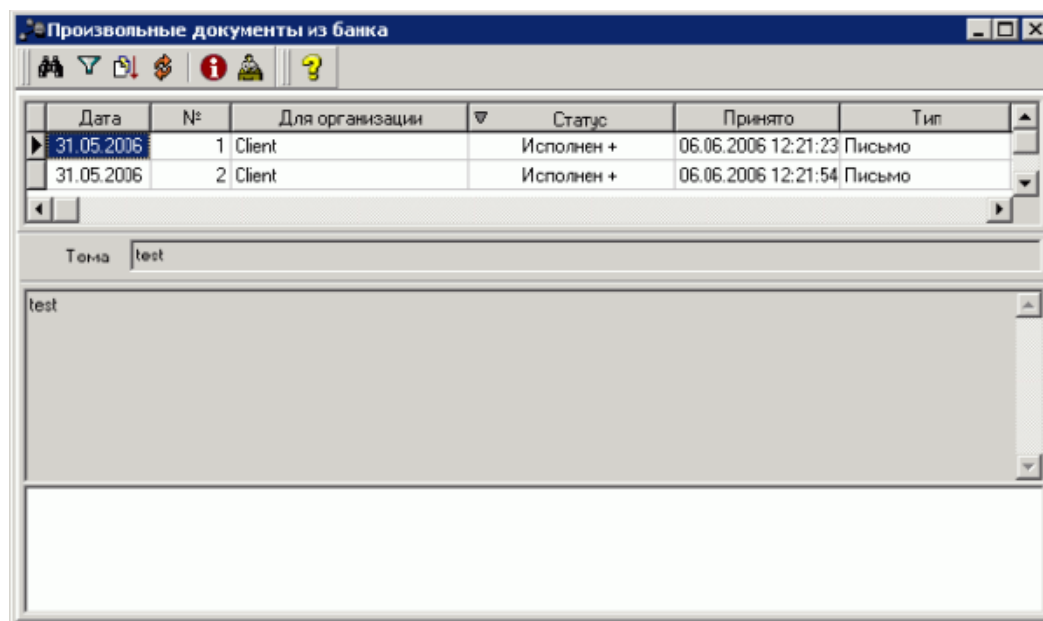 Произвольные документы из банка
Дата № Для организации Статус Принято Тип
31.05.2006 1 Client Исполнен + 06.06.2006 12:21:23 Письмо
31.05.2006 2 Client Исполнен + 06.06.2006 12:21:54 Письмо
Тема test
test